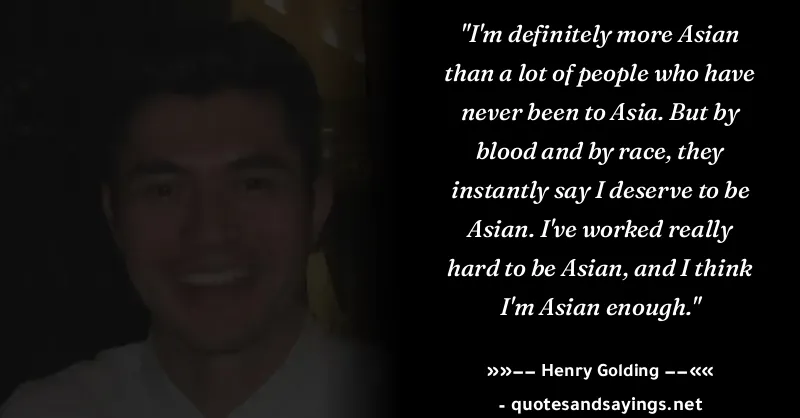 "I'm definitely more Asian
than a lot of people who have
never been to Asia. But by
blood and by race, they
instantly say I deserve to be
Asian. I've worked really
hard to be Asian, and I think
I'm Asian enough."
»»−− Henry Golding −−««
- quotesandsayings.net